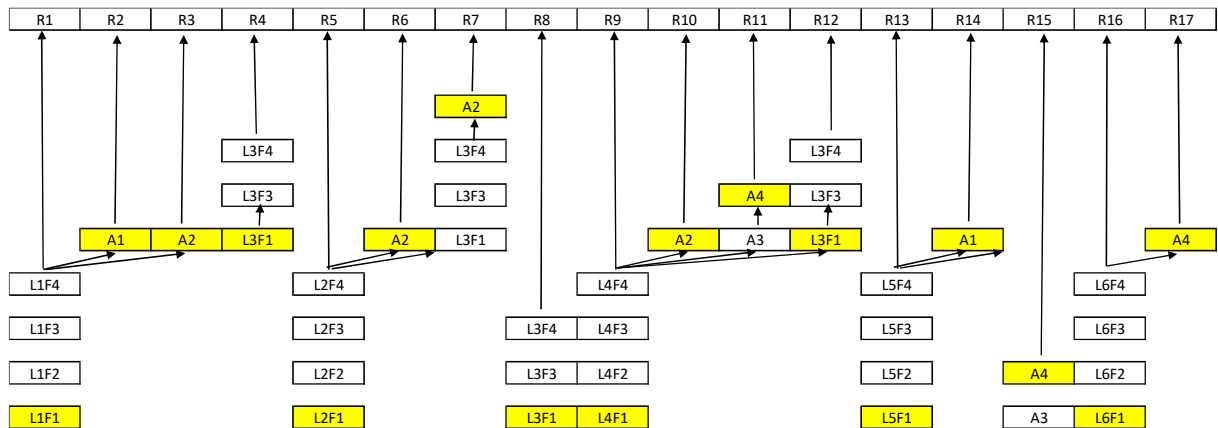 R1 R2 R3 R4 R5 R6 R7 R8 R9 R10 R11 R12 R13 R14 R15 R16 R17
A2
L3F4 L3F4 L3F4
L3F3 L3F3 A4 L3F3
A1 A2 L3F1 A2 L3F1 A2 A3 L3F1 A1 A4
L1F4 L2F4 L4F4 L5F4 L6F4
L1F3 L2F3 L3F4 L4F3 L5F3 L6F3
L1F2 L2F2 L3F3 L4F2 L5F2 A4 L6F2
L1F1 L2F1 L3F1 L4F1 L5F1 A3 L6F1